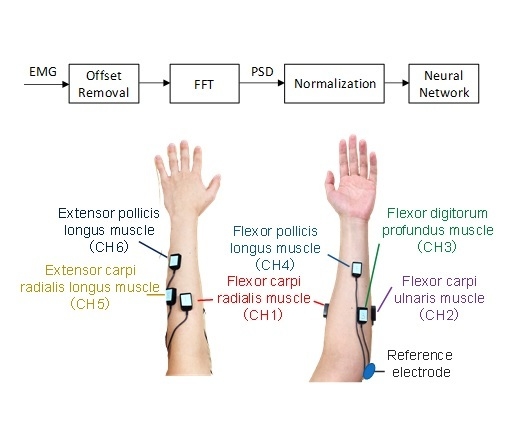 EMG
Offset
Removal
FFT
PSD
Normalization
Neural
Network
Extensor pollicis
longus muscle
(CH6)
Extensor carpi
radialis longus muscle
(CH5)
Flexor pollicis
longus muscle
(CH4)
Flexor carpi
radialis muscle
(CH1)
Flexor digitorum
profundus muscle
(CH3)
Flexor carpi
ulnaris muscle
(CH2)
Reference
electrode